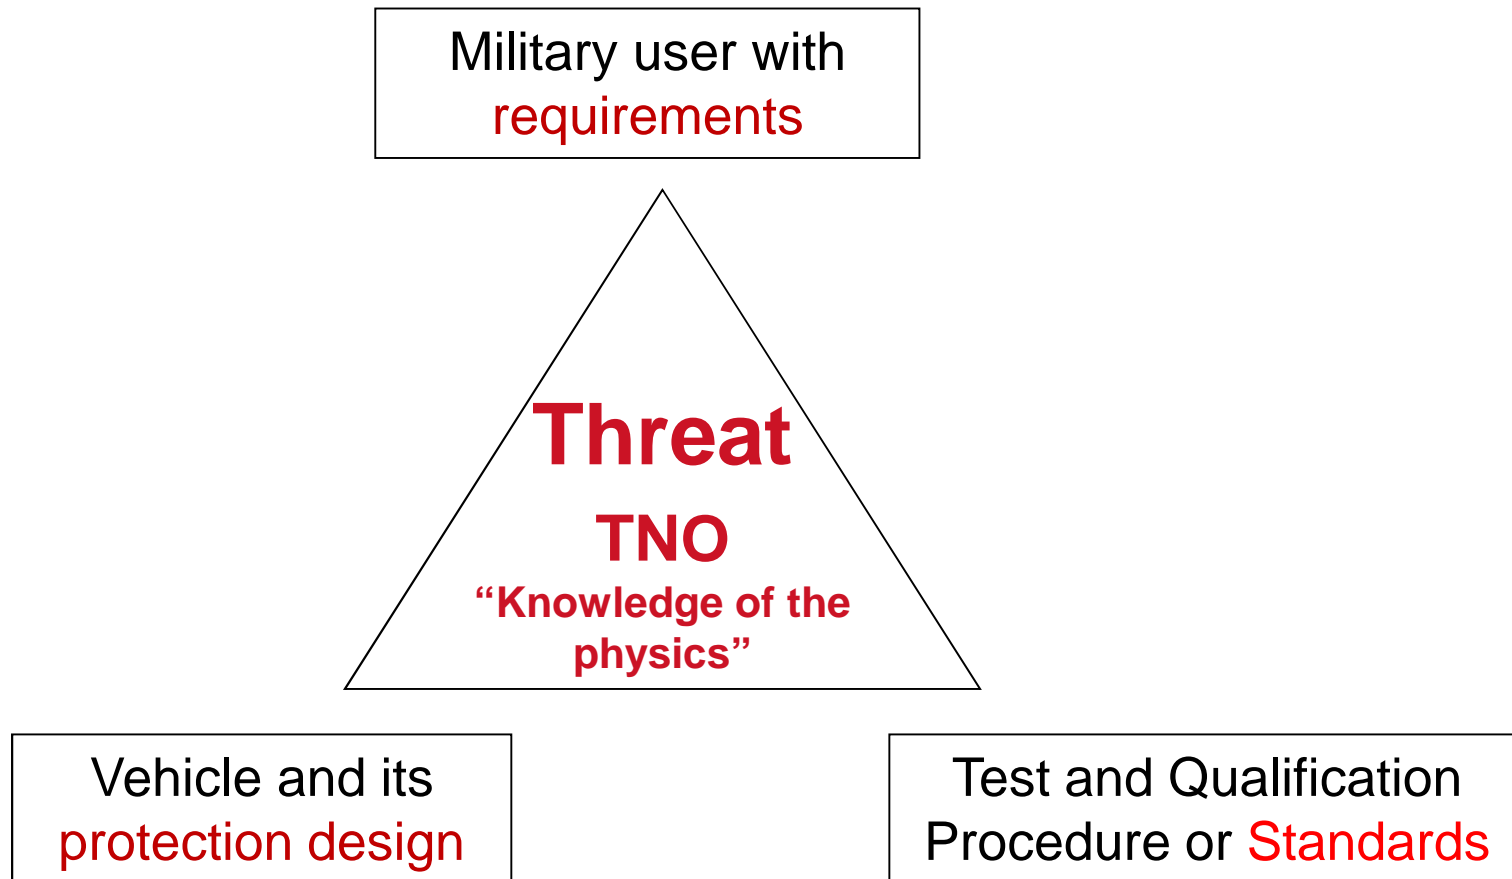 Military user with
requirements
Threat
TNO
“Knowledge of the
physics”
Vehicle and its
protection design
Test and Qualification
Procedure or Standards